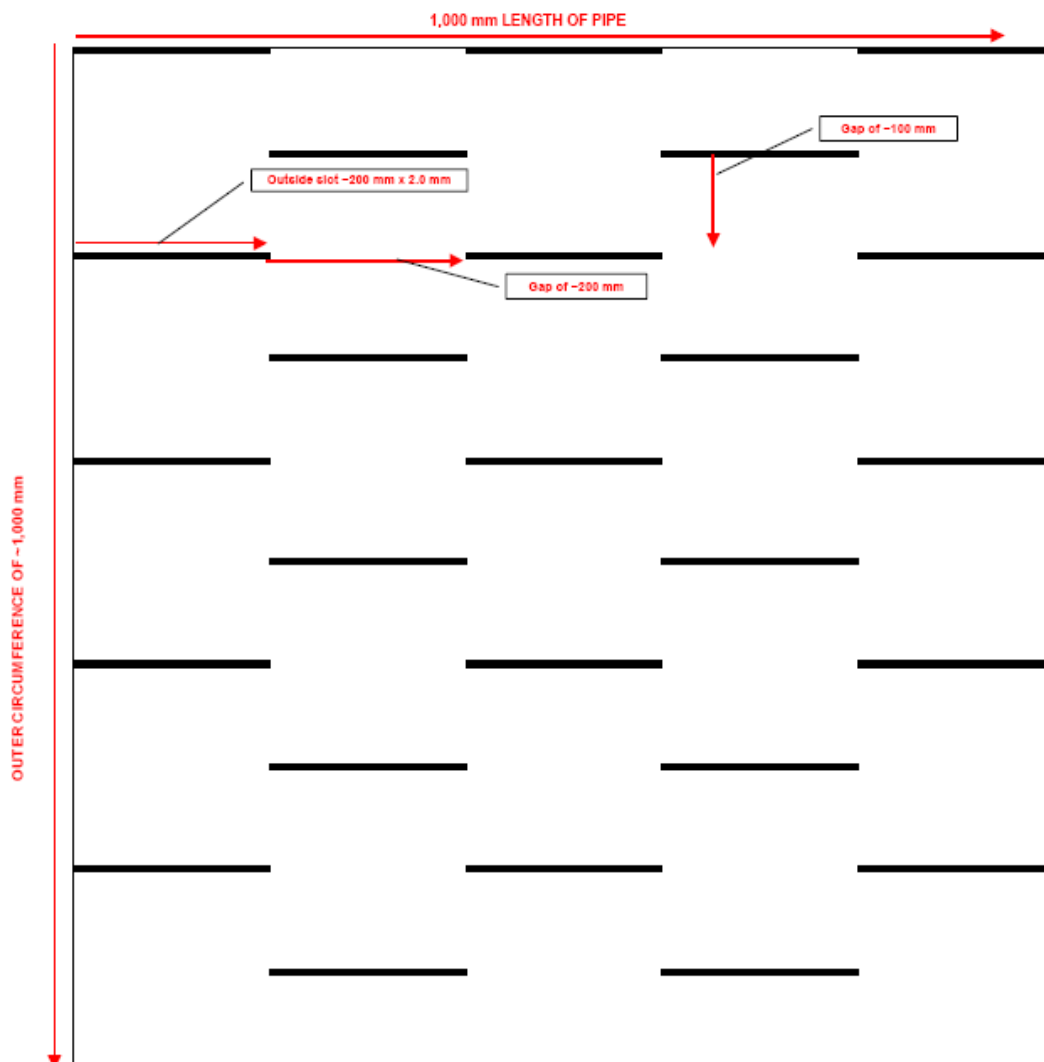 1,000 mm LENGTH OF PIPE
Gap of ~100 mm
Outside slot ~200 mm x 2.0 mm
Gap of ~200 mm
OUTER CIRCUMFERENCE OF ~1,000 mm